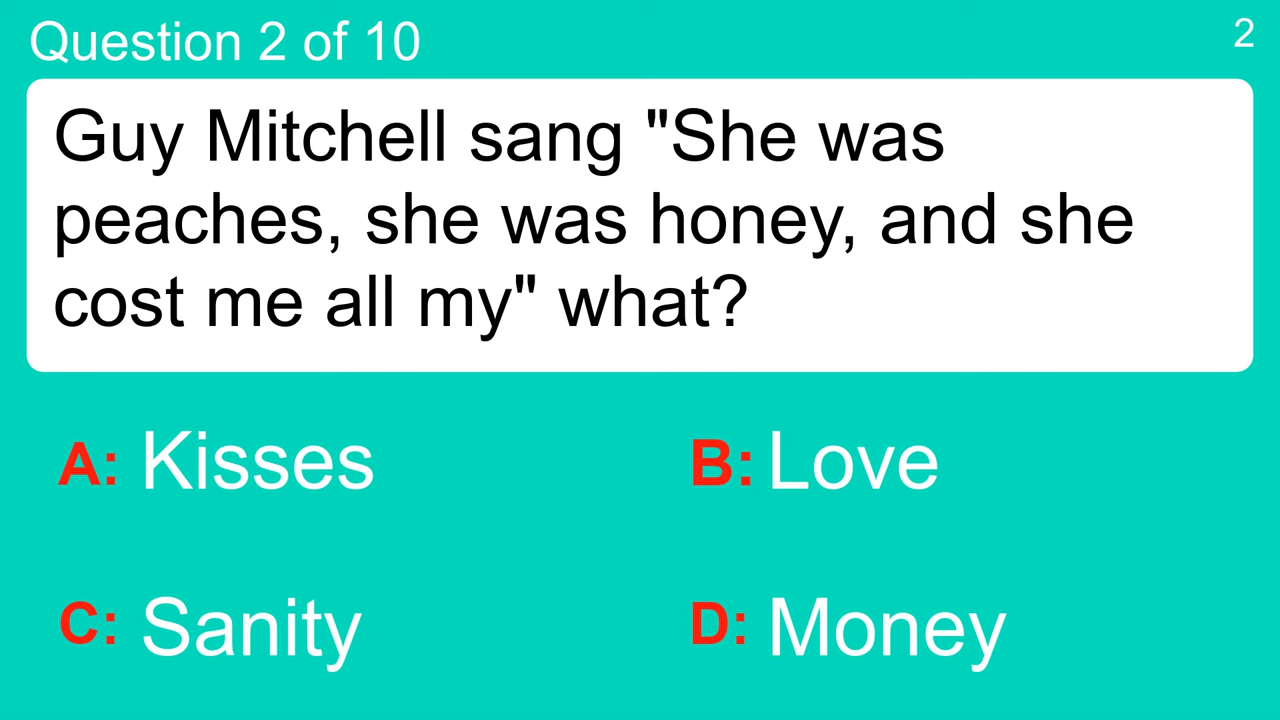 Question 2 of 10
2
Guy Mitchell sang "She was
peaches, she was honey, and she
cost me all my" what?
A: Kisses
B: Love
C: Sanity
D: Money